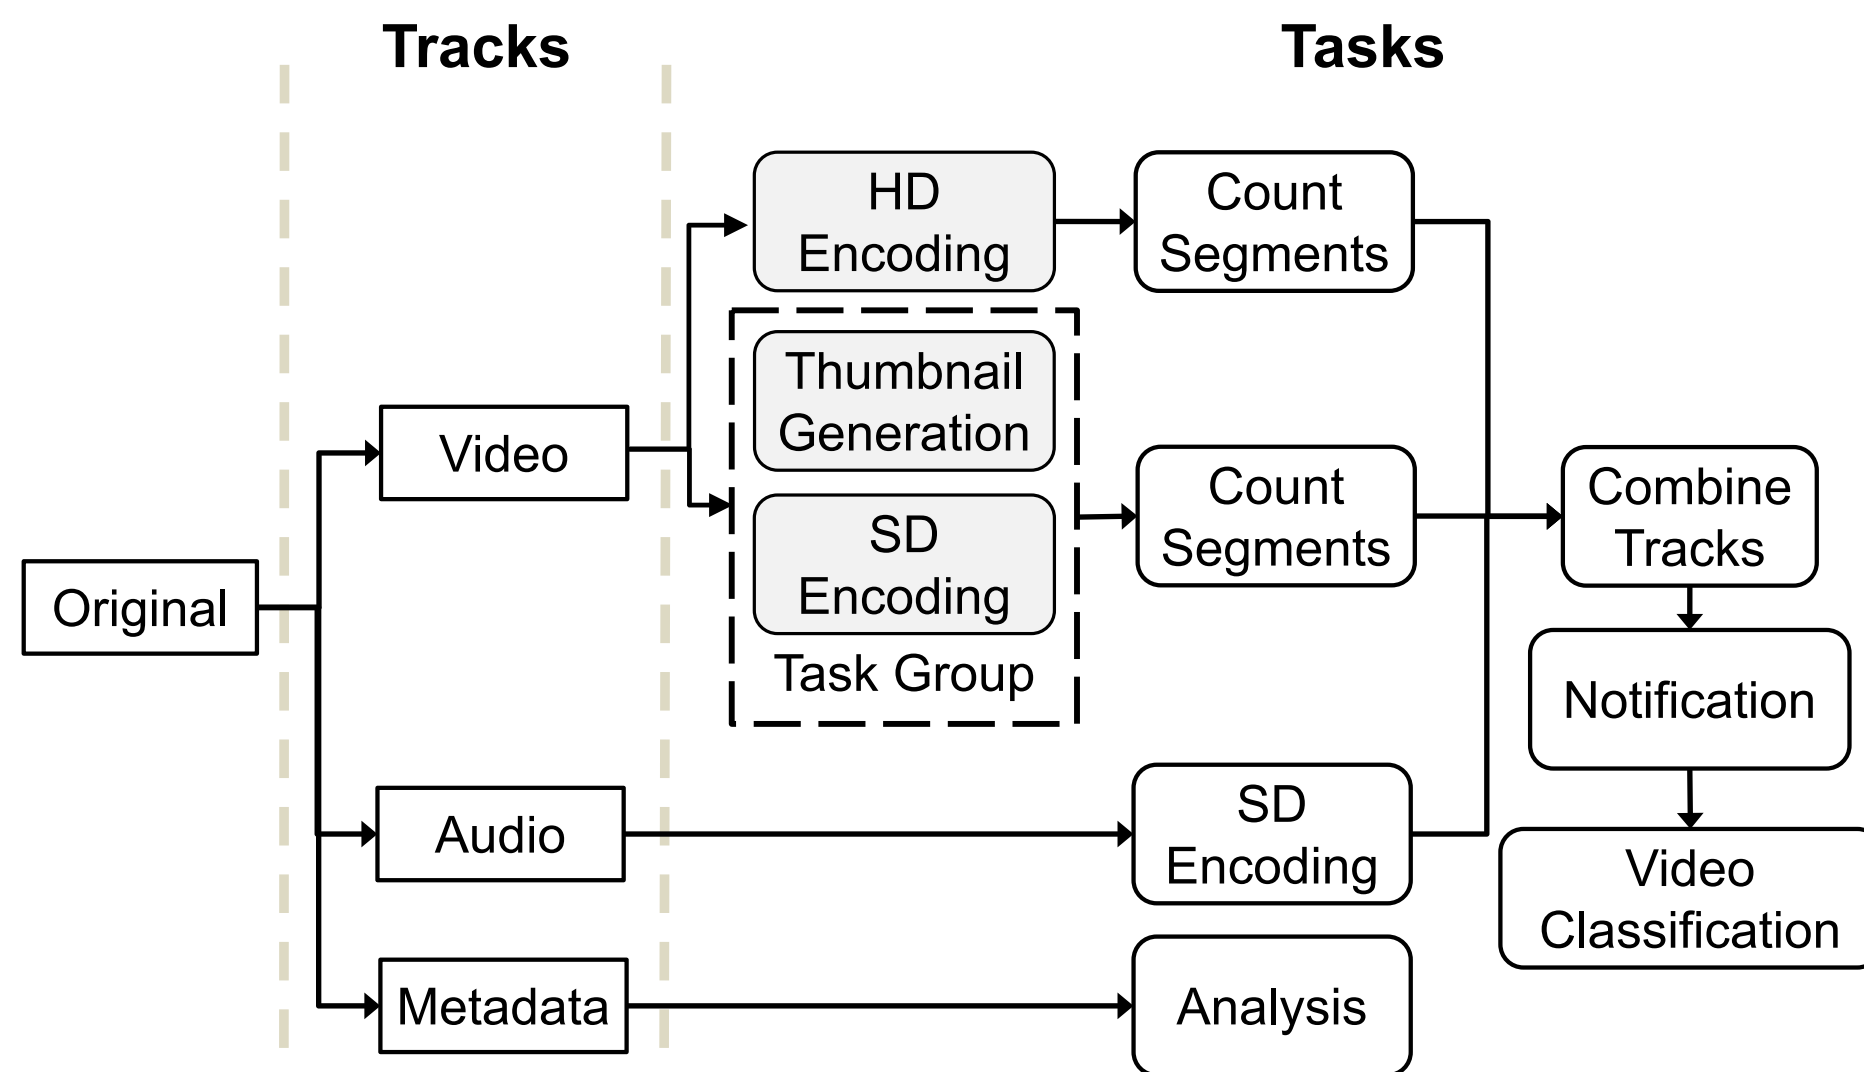 Tracks
Tasks
HD
Encoding
Count
Segments
Thumbnail
Generation
Video
Count
Segments
Combine
Tracks
SD
Encoding
Original
Task Group
Notification
Audio
SD
Encoding
Video
Classification
Metadata
Analysis